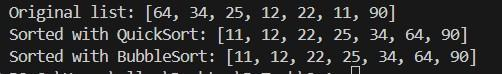 Original list: [64, 34, 25, 12, 22, 11, 90]
Sorted with QuickSort: [11, 12, 22, 25, 34, 64, 90]
Sorted with BubbleSort: [11, 12, 22, 25, 34, 64, 90]